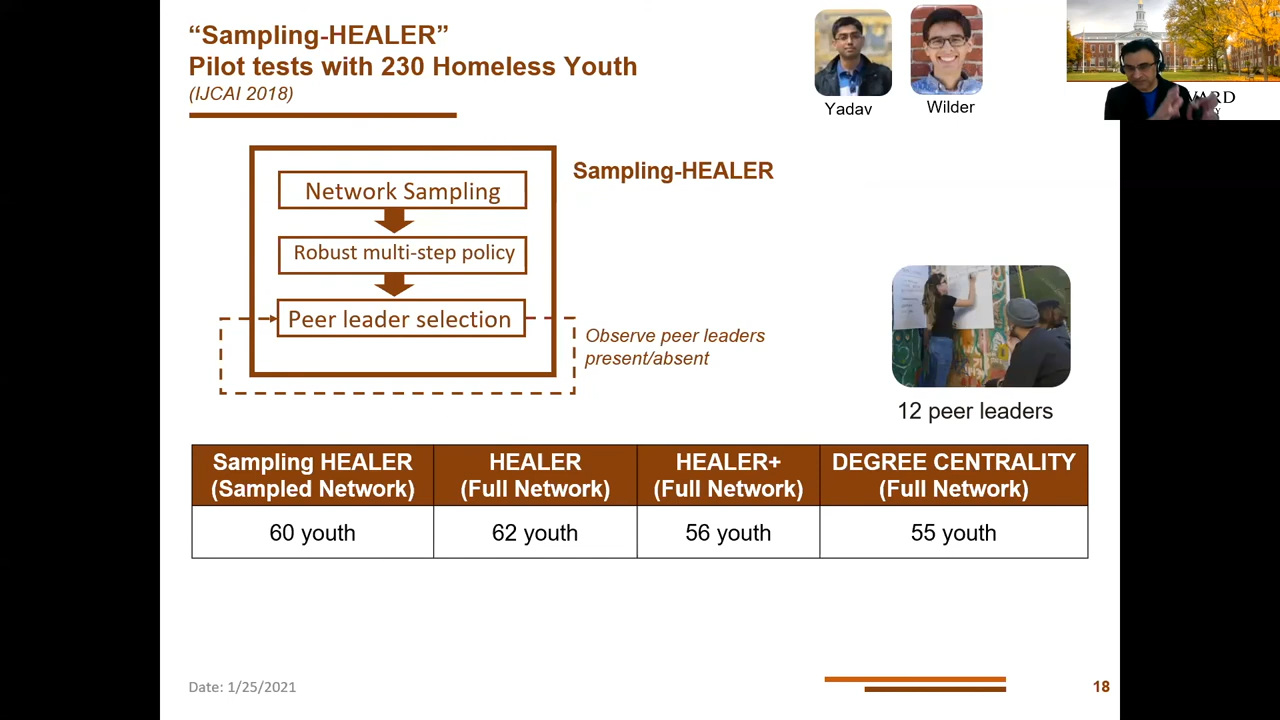 “Sampling-HEALER”
Pilot tests with 230 Homeless Youth
(IJCAI 2018)
Yadav
Wilder
VARD
Sampling-HEALER
Network Sampling
Robust multi-step policy
Peer leader selection
Observe peer leaders
present/absent
12 peer leaders
Sampling HEALER
(Sampled Network)
HEALER
(Full Network)
HEALER+
(Full Network)
DEGREE CENTRALITY
(Full Network)
60 youth
62 youth
56 youth
55 youth
Date: 1/25/2021
18